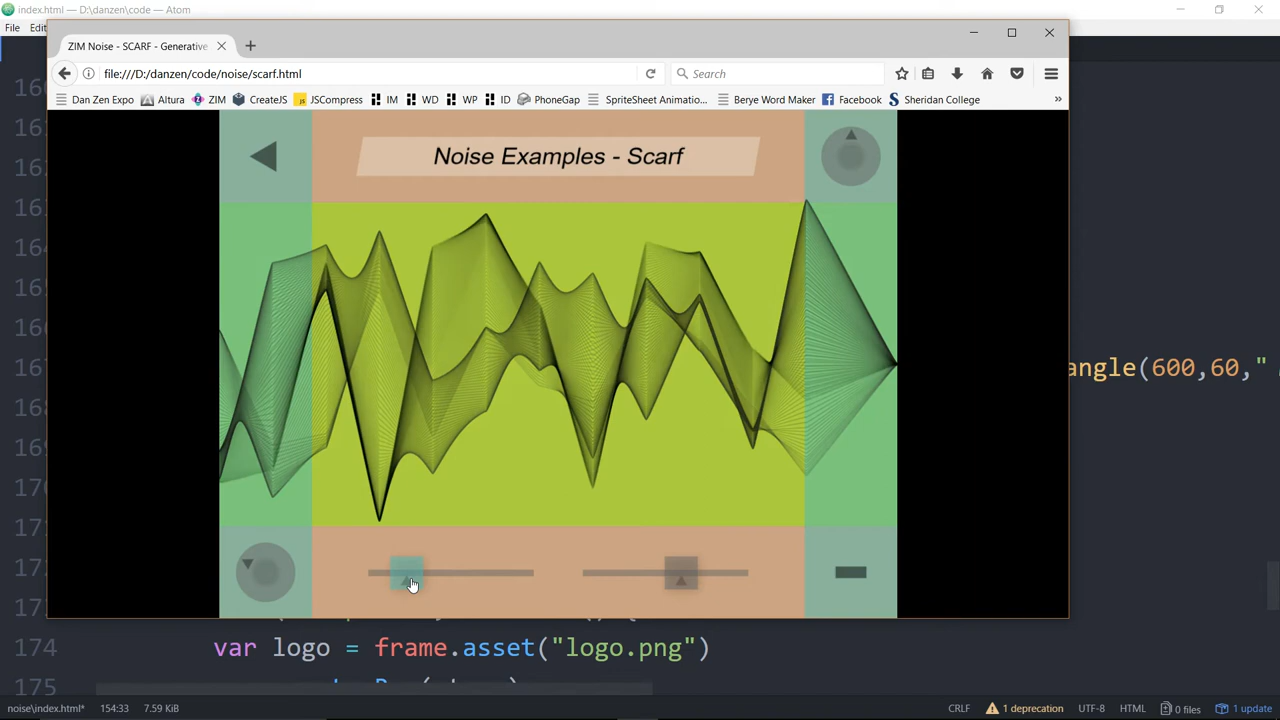 index.html — D:\danzen\code — Atom
File Edi
ZIM Noise - SCARF - Generative
file:///D:/danzen/code/noise/scarf.html
Search
Dan Zen Expo Altura ZIM CreateJS JSCompress IM WD WP ID PhoneGap SpriteSheet Animatio... Berye Word Maker Facebook Sheridan College »
Noise Examples - Scarf
angle(600,60,"
174 var logo = frame.asset("logo.png")
175
noise\index.html* 154:33 7.59 KiB CRLF 1 deprecation UTF-8 HTML 0 files 1 update